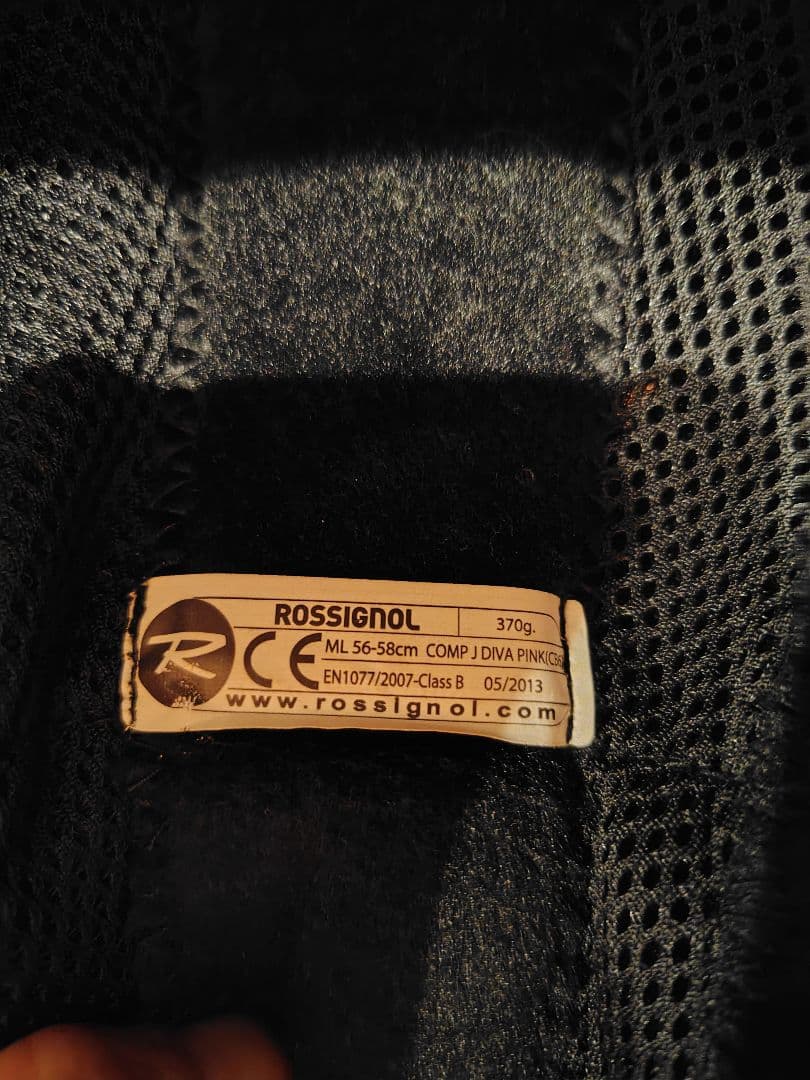 ROSSIGNOL 370g.
R CE ML 56-58cm COMP J DIVA PINK
EN1077/2007-Class B 05/2013
www.rossignol.com